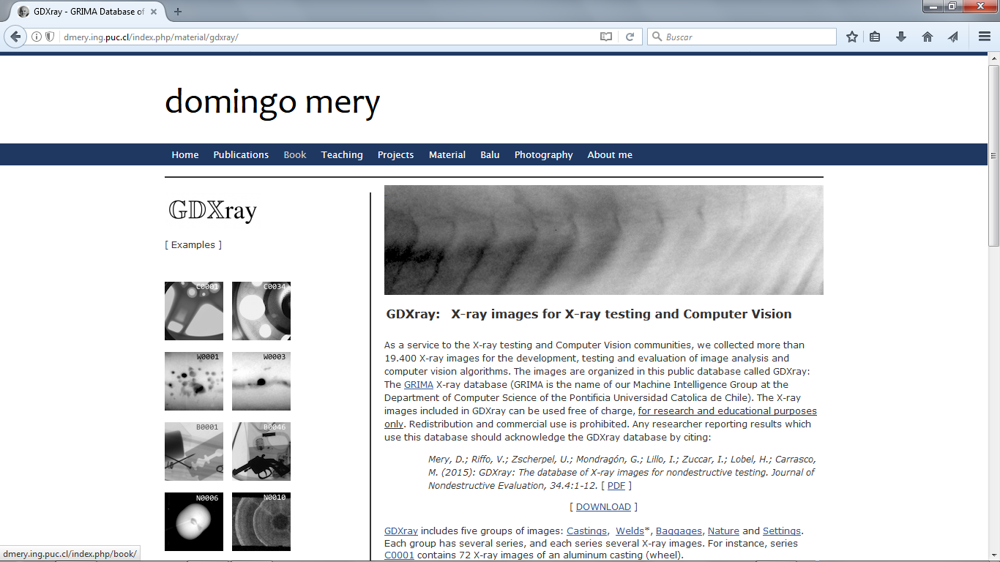 GDXray - GRIMA Database of
dmery.ing.puc.cl/index.php/material/gdxray/
Buscar
domingo mery
Home Publications Book Teaching Projects Material Balu Photography About me
GDXray
[ Examples ]
C0001 C0034
W0001 W0003
B0001 B0046
N0006 N0010
GDXray: X-ray images for X-ray testing and Computer Vision
As a service to the X-ray testing and Computer Vision communities, we collected more than
19.400 X-ray images for the development, testing and evaluation of image analysis and
computer vision algorithms. The images are organized in this public database called GDXray:
The GRIMA X-ray database (GRIMA is the name of our Machine Intelligence Group at the
Department of Computer Science of the Pontificia Universidad Catolica de Chile). The X-ray
images included in GDXray can be used free of charge, for research and educational purposes
only. Redistribution and commercial use is prohibited. Any researcher reporting results which
use this database should acknowledge the GDXray database by citing:
Mery, D.; Riffo, V.; Zscherpel, U.; Mondragón, G.; Lillo, I.; Zuccar, I.; Lobel, H.; Carrasco,
M. (2015): GDXray: The database of X-ray images for nondestructive testing. Journal of
Nondestructive Evaluation, 34.4:1-12. [ PDF ]
[ DOWNLOAD ]
GDXray includes five groups of images: Castings, Welds*, Baggages, Nature and Settings.
Each group has several series, and each series several X-ray images. For instance, series
C0001 contains 72 X-ray images of an aluminum casting (wheel).
dmery.ing.puc.cl/index.php/book/